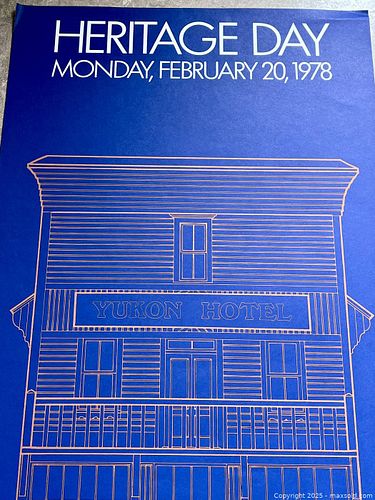 HERITAGE DAY
MONDAY, FEBRUARY 20, 1978
YUKON HOTEL
Copyright 2025 - maxsold.com